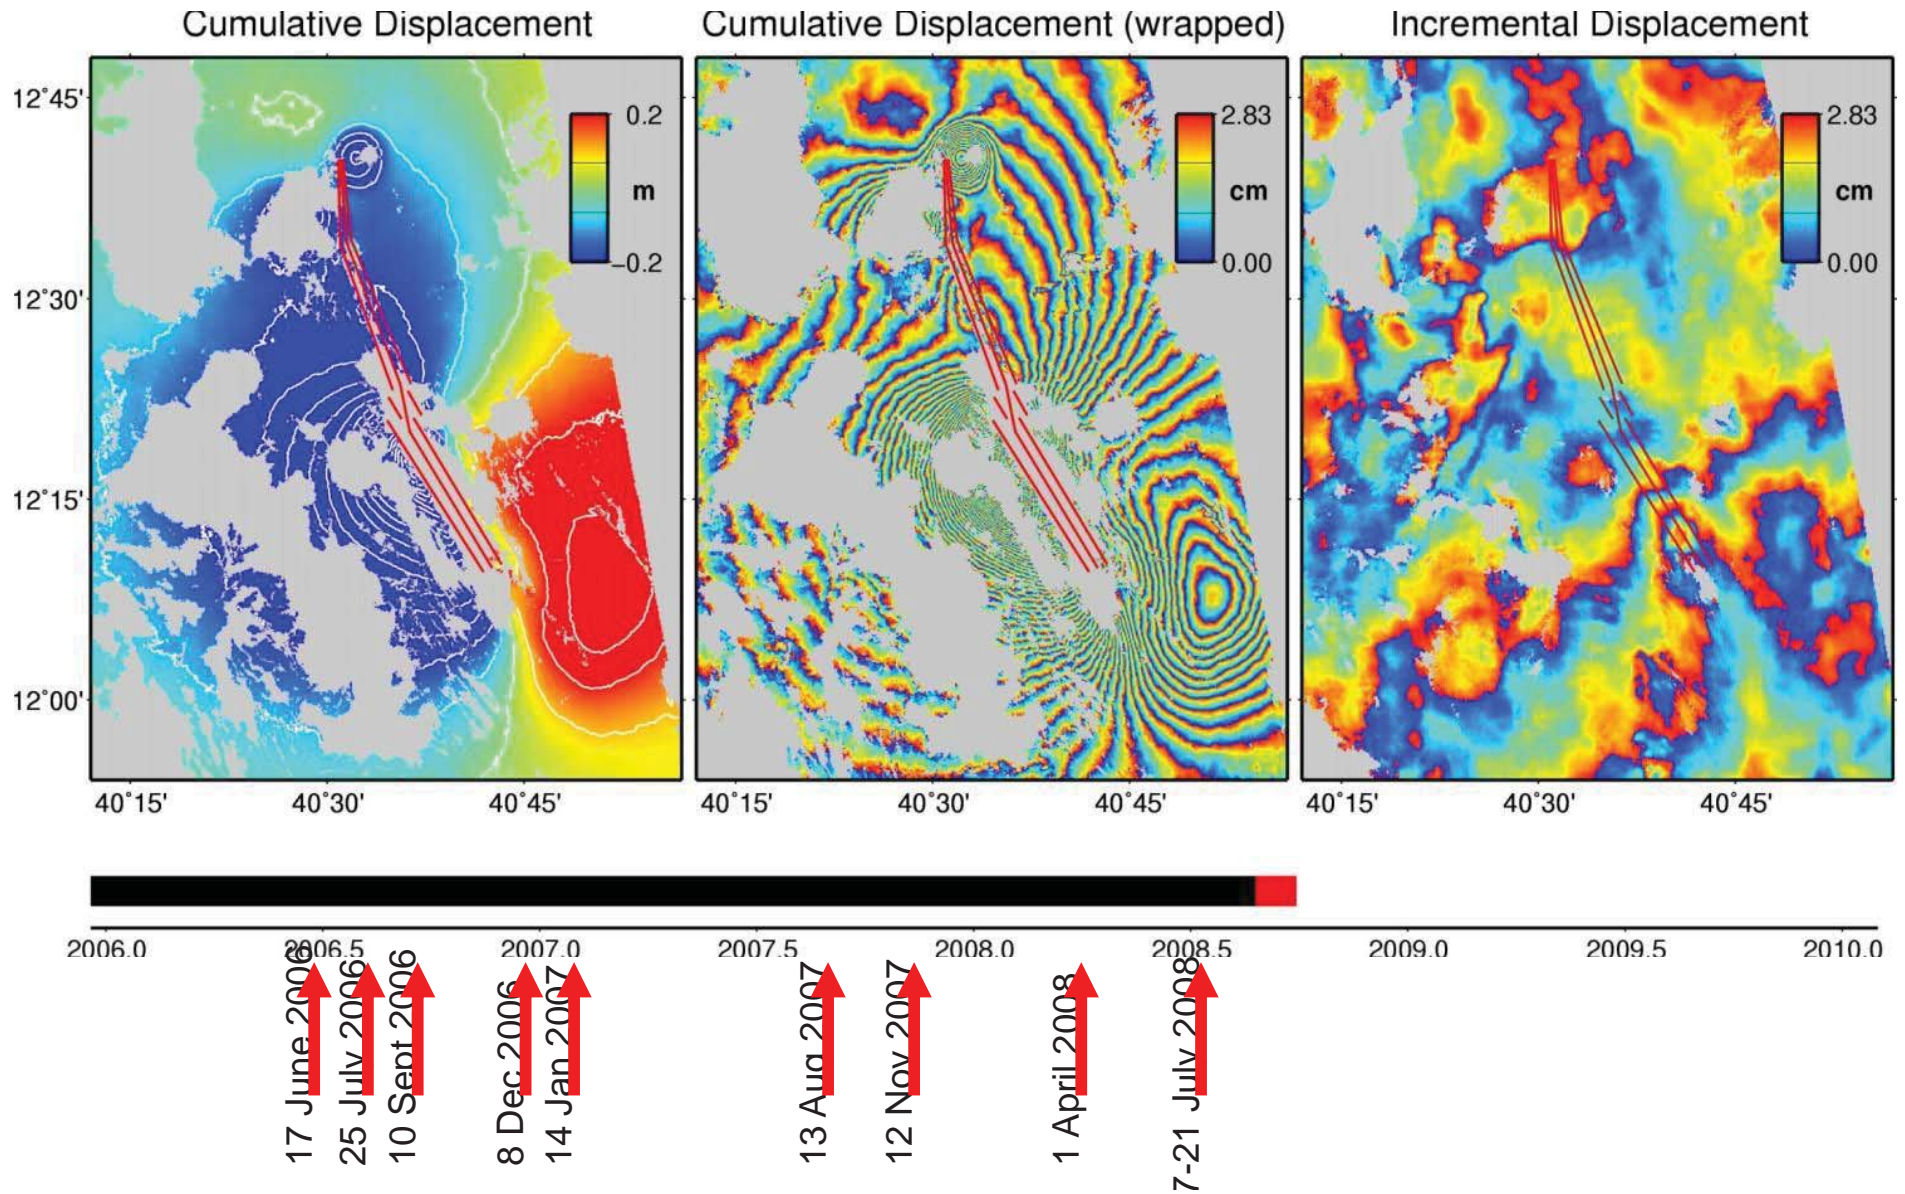 Cumulative Displacement
Cumulative Displacement (wrapped)
Incremental Displacement
12°45'
12°30'
12°15'
12°00'
0.2
m
−0.2
2.83
cm
0.00
2.83
cm
0.00
40°15' 40°30' 40°45'
40°15' 40°30' 40°45'
40°15' 40°30' 40°45'
2006.0 2006.5 2007.0 2007.5 2008.0 2008.5 2009.0 2009.5 2010.0
17 June 2006
25 July 2006
10 Sept 2006
8 Dec 2006
14 Jan 2007
13 Aug 2007
12 Nov 2007
1 April 2008
7-21 July 2008